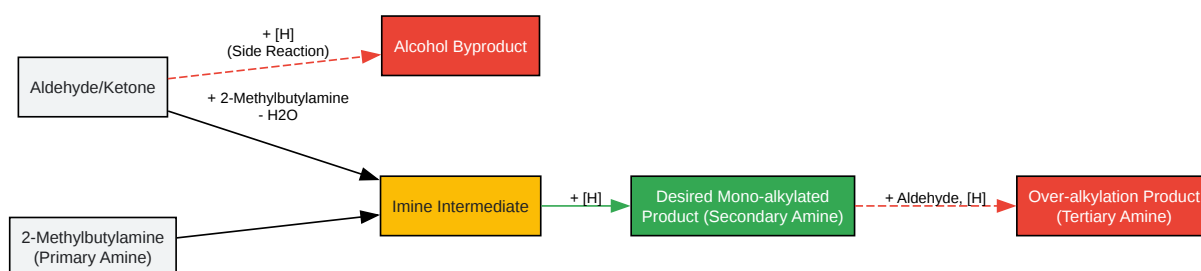 + [H]
(Side Reaction)
Alcohol Byproduct
Aldehyde/Ketone
+ 2-Methylbutylamine
- H2O
Imine Intermediate
+ [H]
Desired Mono-alkylated
Product (Secondary Amine)
+ Aldehyde, [H]
Over-alkylation Product
(Tertiary Amine)
2-Methylbutylamine
(Primary Amine)